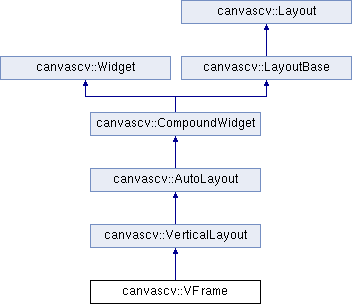 canvascv::Layout
canvascv::Widget
canvascv::LayoutBase
canvascv::CompoundWidget
canvascv::AutoLayout
canvascv::VerticalLayout
canvascv::VFrame